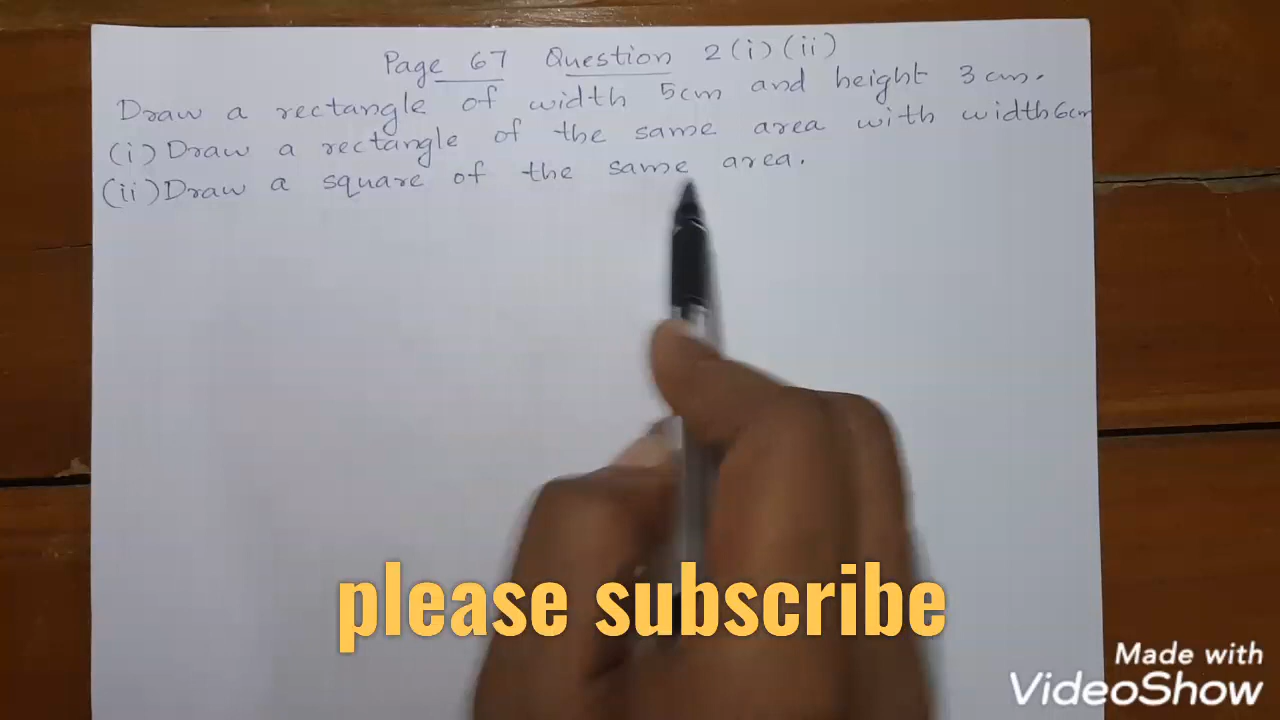 Page 67 Question 2(i)(ii)
Draw a rectangle of width 5cm and height 3cm.
(i) Draw a rectangle of the same area with width 6cm
(ii) Draw a square of the same area.
please subscribe
Made with
VideoShow